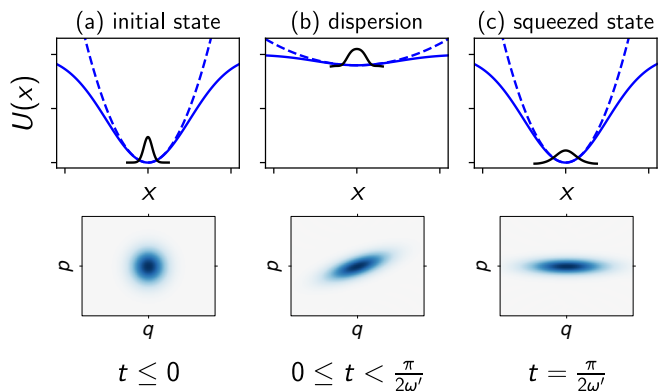 (a) initial state
(b) dispersion
(c) squeezed state
U(x)
x
x
x
p
p
p
q
q
q
t ≤ 0
0 ≤ t < π/2ω′
t = π/2ω′